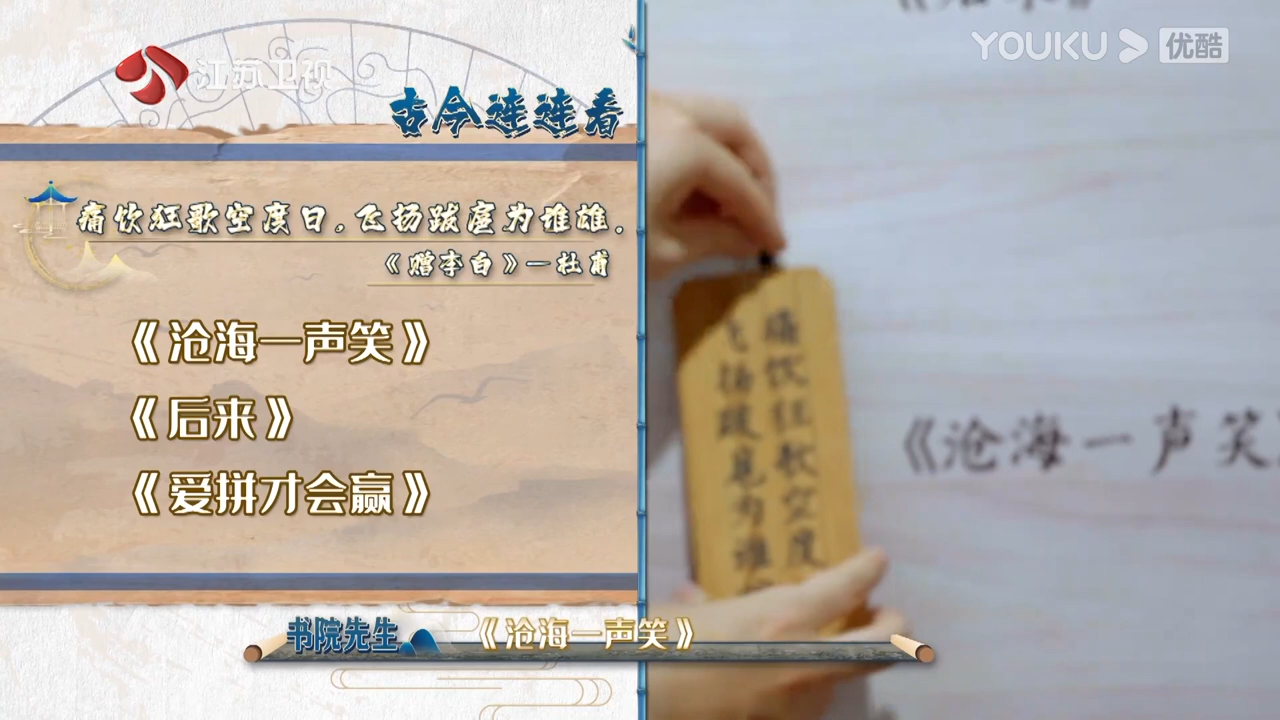 江苏卫视
YOUKU 优酷
古今连连看
痛饮狂歌空度日,飞扬跋扈为谁雄。
《赠李白》—杜甫
《沧海一声笑》
《后来》
《爱拼才会赢》
痛饮狂歌空度
飞扬跋扈为谁
《沧海一声笑》
书院先生
《沧海一声笑》